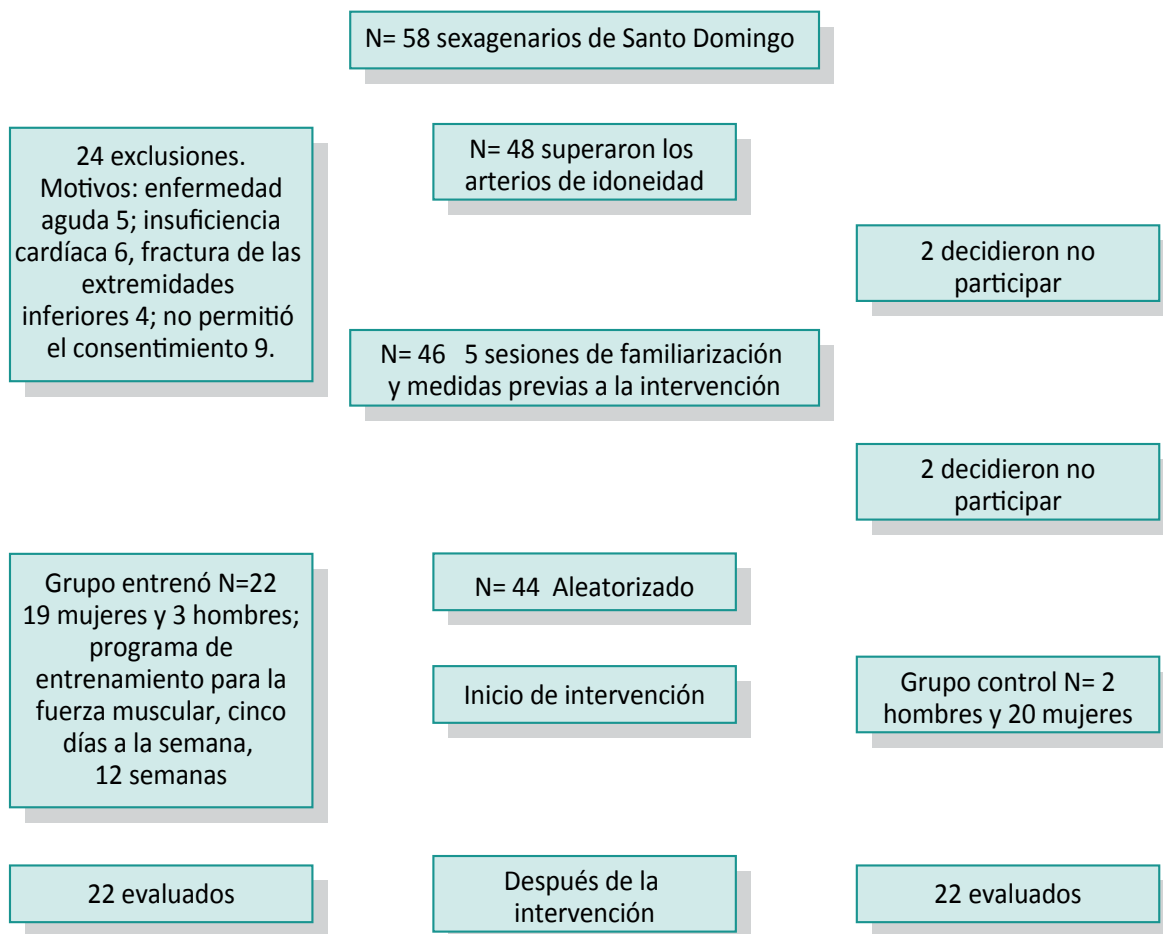 N= 58 sexagenarios de Santo Domingo
24 exclusiones.
Motivos: enfermedad
aguda 5; insuficiencia
cardíaca 6, fractura de las
extremidades
inferiores 4; no permitió
el consentimiento 9.
N= 48 superaron los
arterios de idoneidad
2 decidieron no
participar
N= 46 5 sesiones de familiarización
y medidas previas a la intervención
2 decidieron no
participar
Grupo entrenó N=22
19 mujeres y 3 hombres;
programa de
entrenamiento para la
fuerza muscular, cinco
días a la semana,
12 semanas
N= 44 Aleatorizado
Inicio de intervención
Grupo control N= 2
hombres y 20 mujeres
22 evaluados
Después de la
intervención
22 evaluados